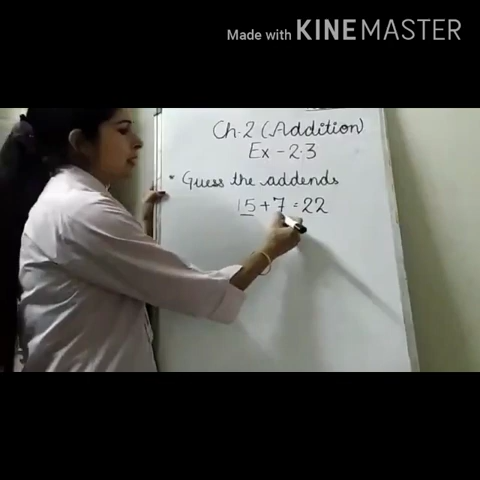 Made with KINEMASTER
Ch.2 (Addition)
Ex - 2.3
• Guess the addends
15 + 7 = 22